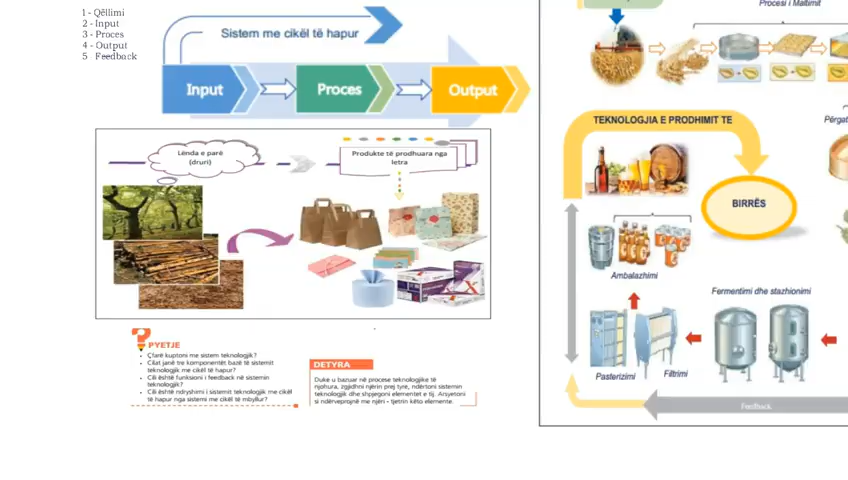 1 - Qëllimi
2 - Input
3 - Proces
4 - Output
5 Feedback
Sistem me cikël të hapur
Input
Proces
Output
Lënda e parë
(druri)
Produkte të prodhuara nga
letra
PYETJE
Çfarë kuptoni me sistem teknologjik?
Cilat janë tre komponentët bazë të sistemit
teknologjik me cikël të hapur?
Cili është funksioni i feedback në sistemin
teknologjik?
Cili është ndryshimi i sistemit teknologjik me cikël
të hapur nga sistemi me cikël të mbyllur?
DETYRA
Duke u bazuar në procese teknologjike të
njohura, zgjidhni njërin prej tyre, ndërtoni sistemin
teknologjik dhe shpjegoni elementet e tij. Arsyetoni
si ndërveprojnë me njëri - tjetrin këto elemente.
Procesi i Maltimit
TEKNOLOGJIA E PRODHIMIT TE
BIRRËS
Ambalazhimi
Fermentimi dhe stazhionimi
Pasterizimi
Filtrimi
Feedback